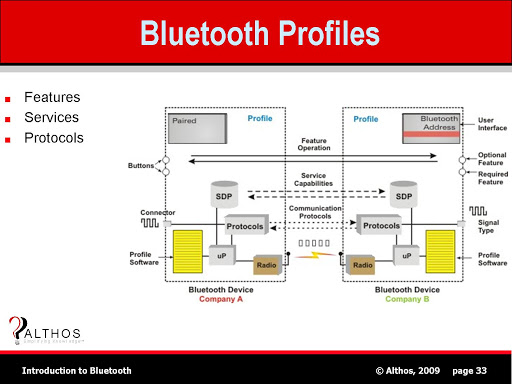 Bluetooth Profiles
Features
Services
Protocols
Paired
Profile
Profile
Bluetooth
Address
User
Interface
Feature
Operation
Buttons
Optional
Feature
Required
Feature
Service
Capabilities
SDP
SDP
Connector
Communication
Protocols
Protocols
Protocols
Signal
Type
Profile
Software
uP
Radio
Radio
uP
Profile
Software
Bluetooth Device
Company A
Bluetooth Device
Company B
ALTHOS
Introduction to Bluetooth
© Althos, 2009 page 33